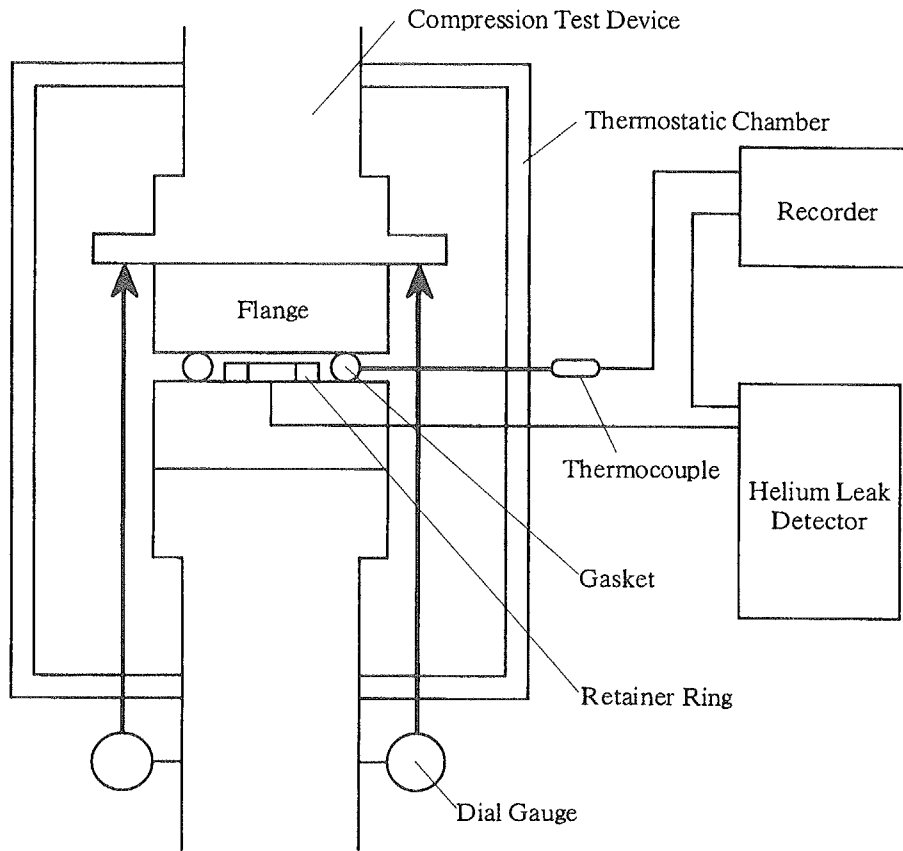 Compression Test Device
Thermostatic Chamber
Recorder
Flange
Thermocouple
Helium Leak
Detector
Gasket
Retainer Ring
Dial Gauge